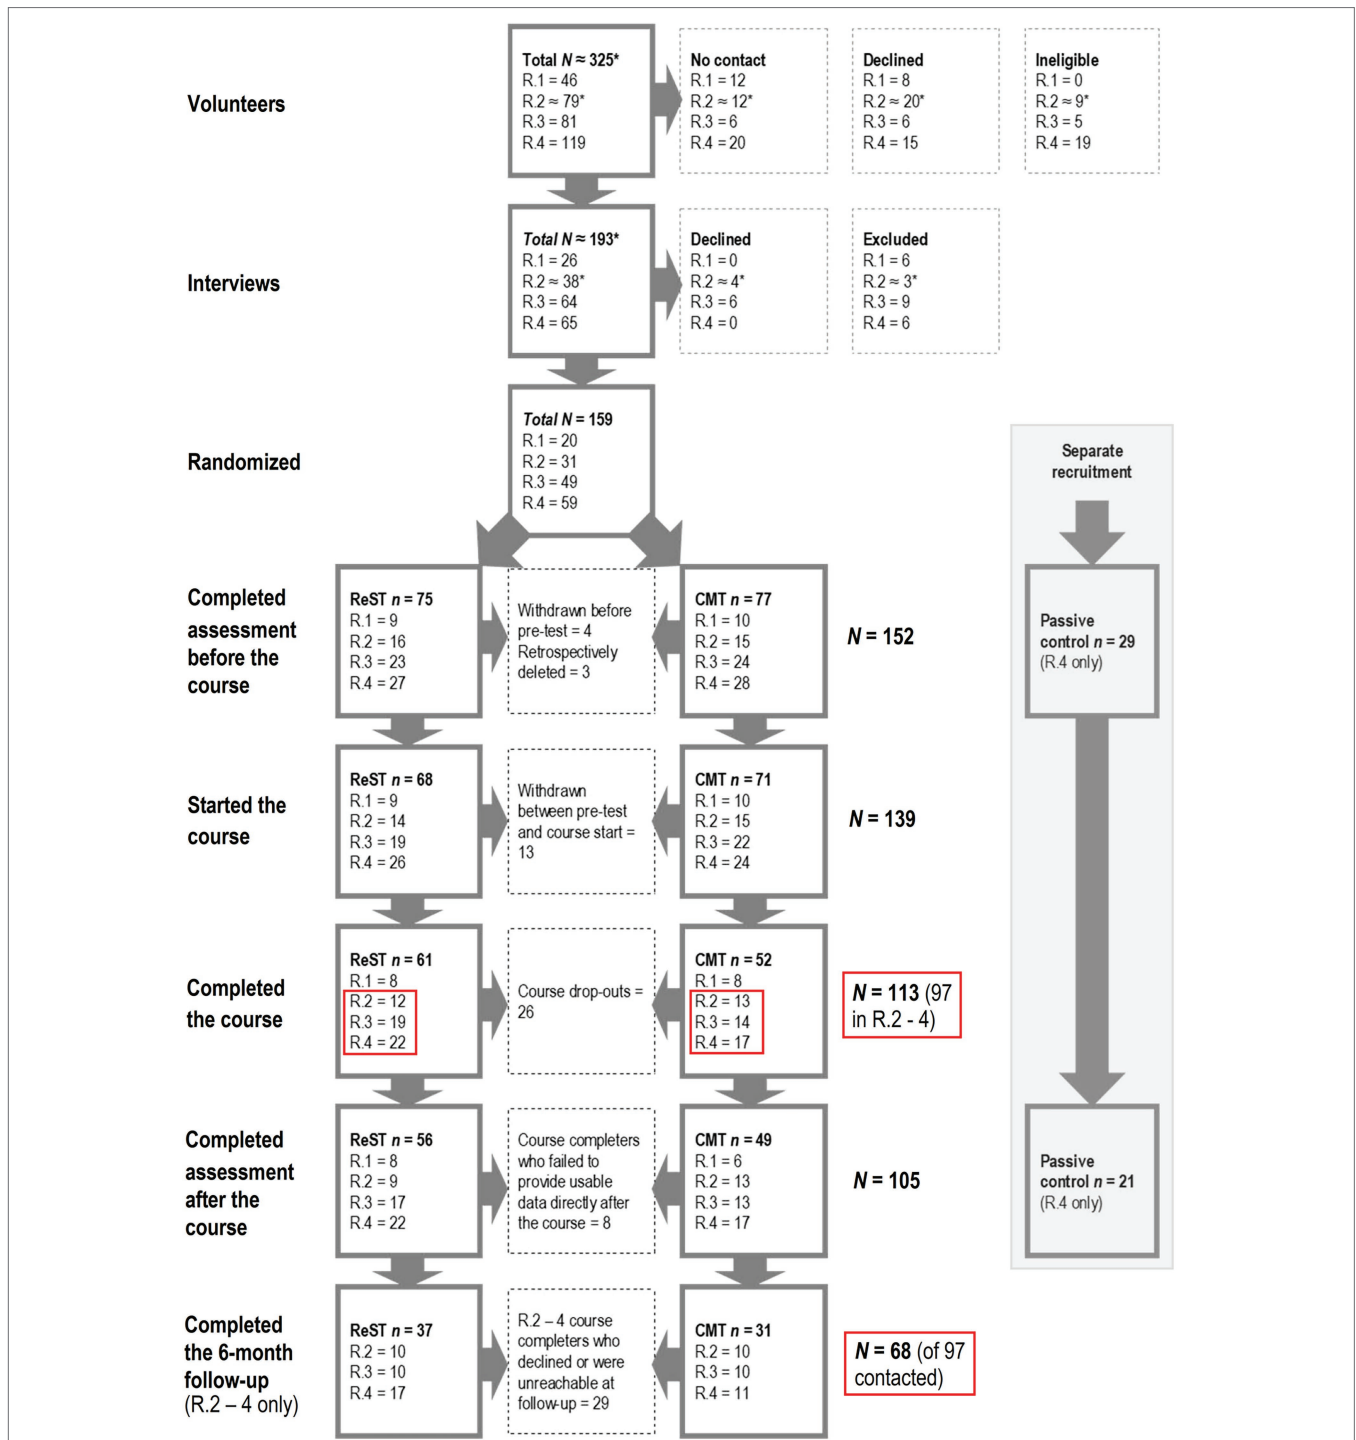 Volunteers
Total N ≈ 325*
R.1 = 46
R.2 ≈ 79*
R.3 = 81
R.4 = 119
No contact
R.1 = 12
R.2 ≈ 12*
R.3 = 6
R.4 = 20
Declined
R.1 = 8
R.2 ≈ 20*
R.3 = 6
R.4 = 15
Ineligible
R.1 = 0
R.2 ≈ 9*
R.3 = 5
R.4 = 19
Interviews
Total N ≈ 193*
R.1 = 26
R.2 ≈ 38*
R.3 = 64
R.4 = 65
Declined
R.1 = 0
R.2 ≈ 4*
R.3 = 6
R.4 = 0
Excluded
R.1 = 6
R.2 ≈ 3*
R.3 = 9
R.4 = 6
Randomized
Total N = 159
R.1 = 20
R.2 = 31
R.3 = 49
R.4 = 59
Separate
recruitment
Completed
assessment
before the
course
ReST n = 75
R.1 = 9
R.2 = 16
R.3 = 23
R.4 = 27
Withdrawn before
pre-test = 4
Retrospectively
deleted = 3
CMT n = 77
R.1 = 10
R.2 = 15
R.3 = 24
R.4 = 28
N = 152
Passive
control n = 29
(R.4 only)
Started the
course
ReST n = 68
R.1 = 9
R.2 = 14
R.3 = 19
R.4 = 26
Withdrawn
between pre-test
and course start =
13
CMT n = 71
R.1 = 10
R.2 = 15
R.3 = 22
R.4 = 24
N = 139
Completed
the course
ReST n = 61
R.1 = 8
R.2 = 12
R.3 = 19
R.4 = 22
Course drop-outs =
26
CMT n = 52
R.1 = 8
R.2 = 13
R.3 = 14
R.4 = 17
N = 113 (97
in R.2 - 4)
Completed
assessment
after the
course
ReST n = 56
R.1 = 8
R.2 = 9
R.3 = 17
R.4 = 22
Course completers
who failed to
provide usable
data directly after
the course = 8
CMT n = 49
R.1 = 6
R.2 = 13
R.3 = 13
R.4 = 17
N = 105
Passive
control n = 21
(R.4 only)
Completed
the 6-month
follow-up
(R.2 – 4 only)
ReST n = 37
R.2 = 10
R.3 = 10
R.4 = 17
R.2 – 4 course
completers who
declined or were
unreachable at
follow-up = 29
CMT n = 31
R.2 = 10
R.3 = 10
R.4 = 11
N = 68 (of 97
contacted)